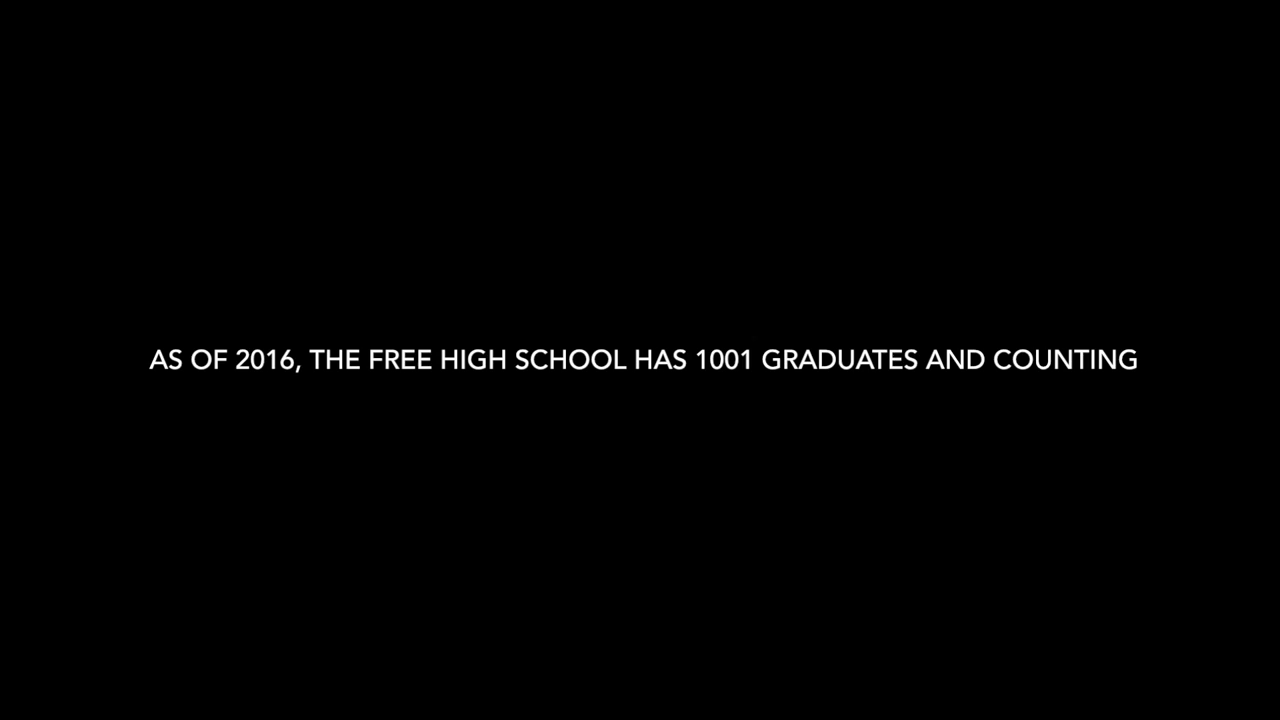 AS OF 2016, THE FREE HIGH SCHOOL HAS 1001 GRADUATES AND COUNTING